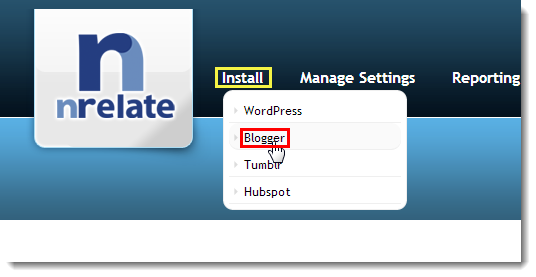 n
nrelate
Install Manage Settings Reporting
WordPress
Blogger
Tumblr
Hubspot